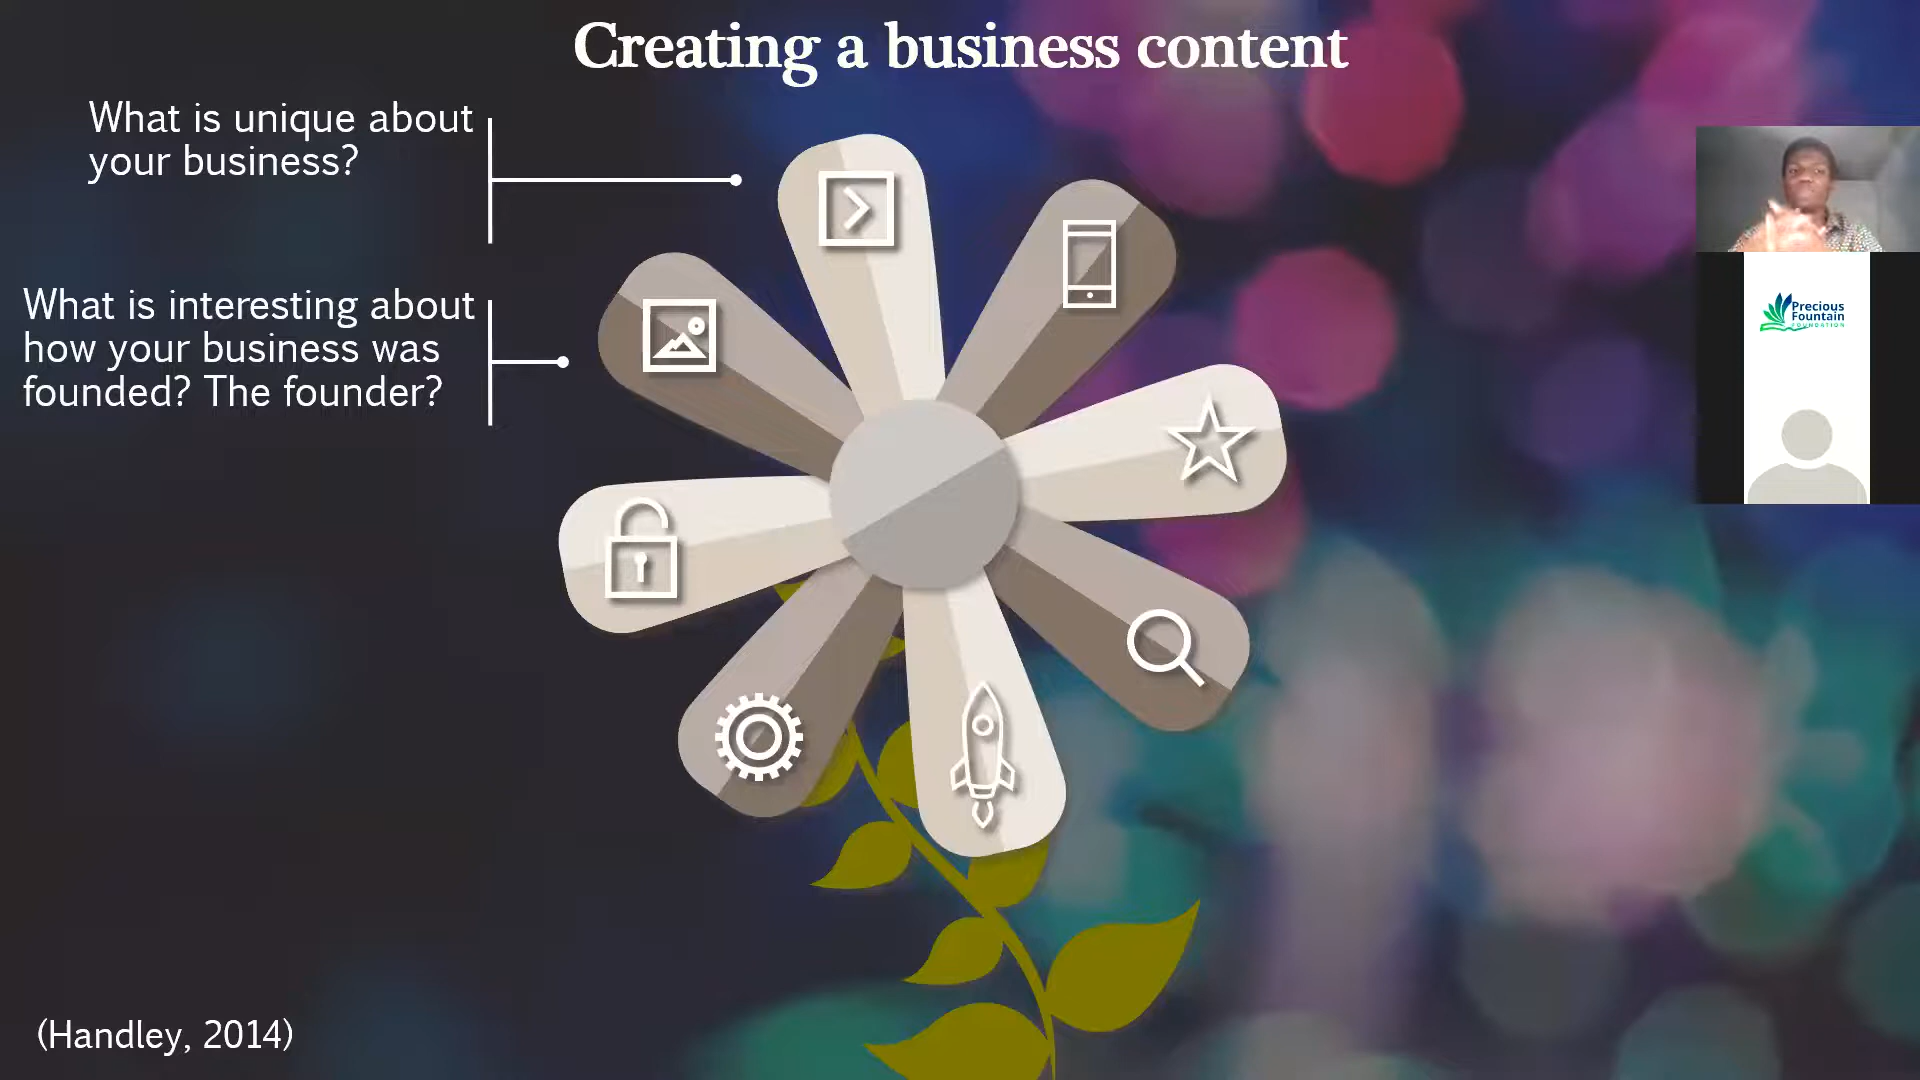 Creating a business content
What is unique about
your business?
What is interesting about
how your business was
founded? The founder?
Precious
Fountain
FOUNDATION
(Handley, 2014)